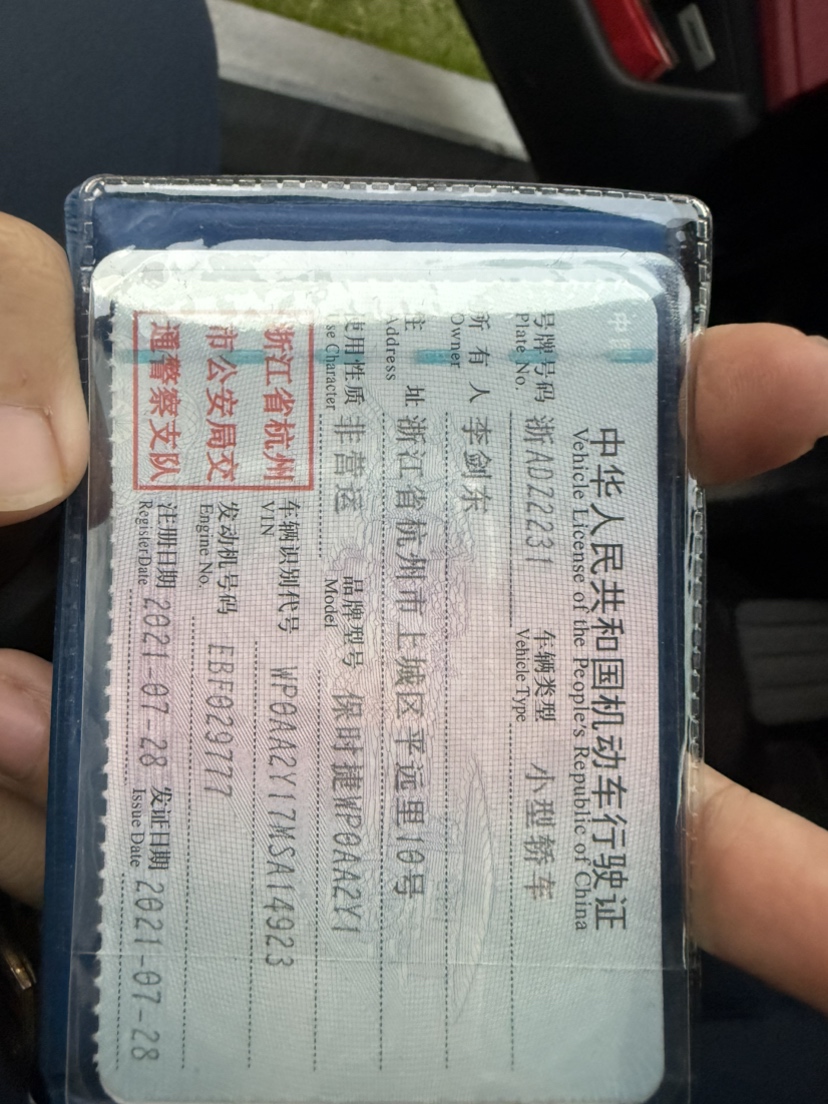 中华人民共和国机动车行驶证
Vehicle License of the People's Republic of China
号牌号码 浙ADZ2231 车辆类型 小型轿车
Plate No. Vehicle Type
所有人 李剑东
Owner
住址 浙江省杭州市上城区平远里10号
Address
使用性质 非营运 品牌型号 保时捷WP0AA2Y1
Use Character Model
浙江省杭州
市公安局交
通警察支队
车辆识别代号 WP0AA2Y17MSA14923
VIN
发动机号码 EBF029777
Engine No.
注册日期 2021-07-28 发证日期 2021-07-28
Register Date Issue Date